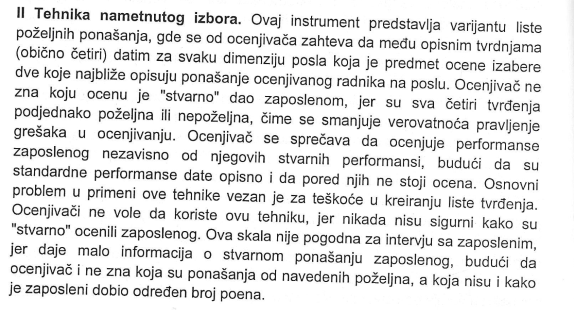 II Tehnika nametnutog izbora. Ovaj instrument predstavlja varijantu liste
poželjnih ponašanja, gde se od ocenjivača zahteva da među opisnim tvrdnjama
(obično četiri) datim za svaku dimenziju posla koja je predmet ocene izabere
dve koje najbliže opisuju ponašanje ocenjivanog radnika na poslu. Ocenjivač ne
zna koju ocenu je "stvarno" dao zaposlenom, jer su sva četiri tvrđenja
podjednako poželjna ili nepoželjna, čime se smanjuje verovatnoća pravljenje
grešaka u ocenjivanju. Ocenjivač se sprečava da ocenjuje performanse
zaposlenog nezavisno od njegovih stvarnih performansi, budući da su
standardne performanse date opisno i da pored njih ne stoji ocena. Osnovni
problem u primeni ove tehnike vezan je za teškoće u kreiranju liste tvrđenja.
Ocenjivači ne vole da koriste ovu tehniku, jer nikada nisu sigurni kako su
"stvarno" ocenili zaposlenog. Ova skala nije pogodna za intervju sa zaposlenim,
jer daje malo informacija o stvarnom ponašanju zaposlenog, budući da
ocenjivač i ne zna koja su ponašanja od navedenih poželjna, a koja nisu i kako
je zaposleni dobio određen broj poena.